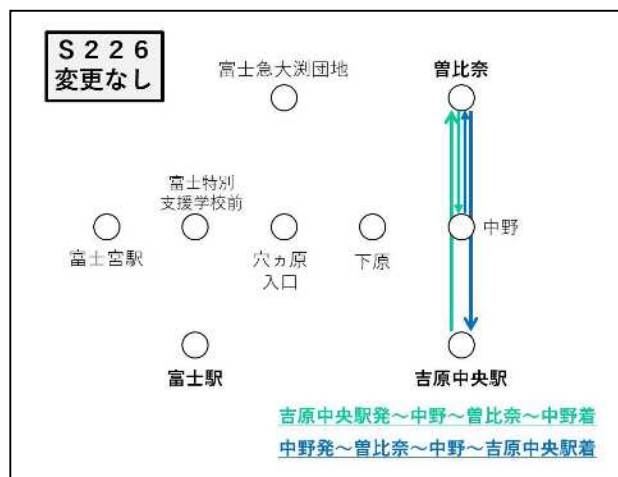 S226
変更なし
富士急大渕団地
曽比奈
富士特別
支援学校前
富士宮駅
穴ヵ原
入口
下原
中野
富士駅
吉原中央駅
吉原中央駅発～中野～曽比奈～中野着
中野発～曽比奈～中野～吉原中央駅着